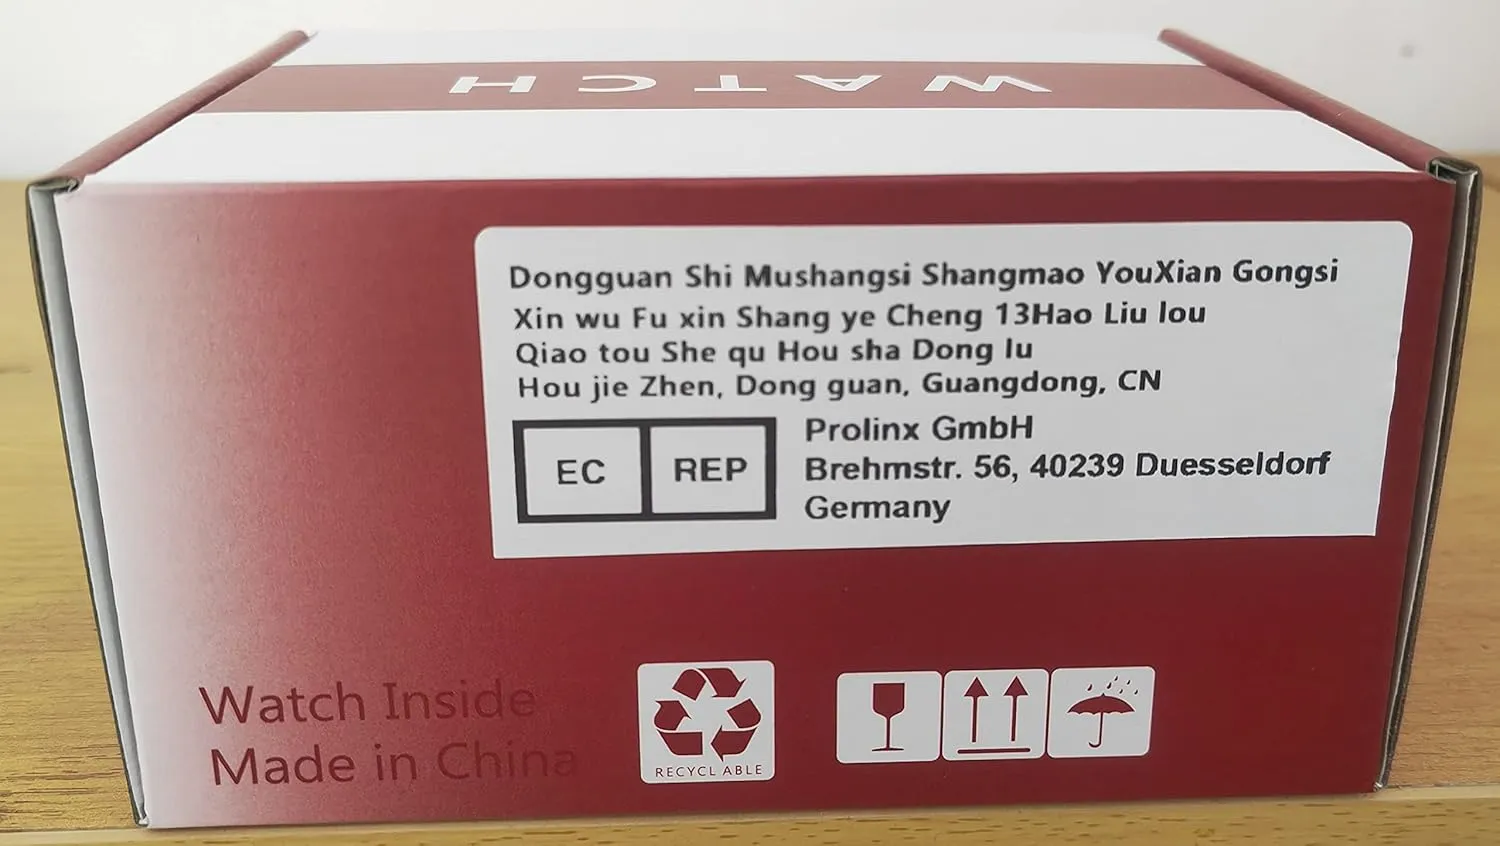 WATCH
Dongguan Shi Mushangsi Shangmao YouXian Gongsi
Xin wu Fu xin Shang ye Cheng 13Hao Liu lou
Qiao tou She qu Hou sha Dong lu
Hou jie Zhen, Dong guan, Guangdong, CN
EC REP
Prolinx GmbH
Brehmstr. 56, 40239 Duesseldorf
Germany
Watch Inside
Made in China
RECYCL ABLE